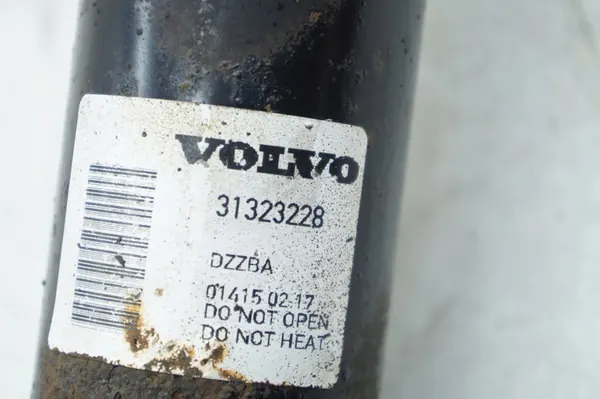 VOLVO
31323228
DZZBA
01415 02 17
DO NOT OPEN
DO NOT HEAT